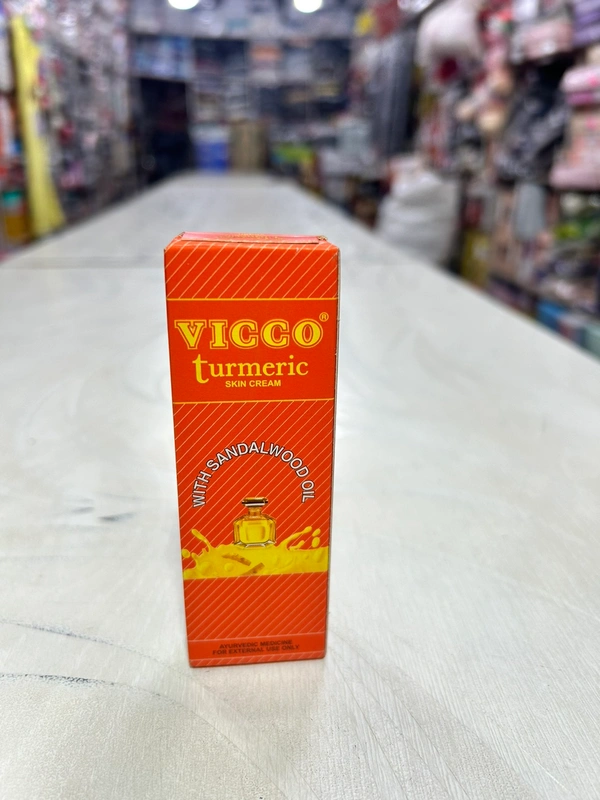 VICCO®
turmeric
SKIN CREAM
WITH SANDALWOOD OIL
AYURVEDIC MEDICINE
FOR EXTERNAL USE ONLY